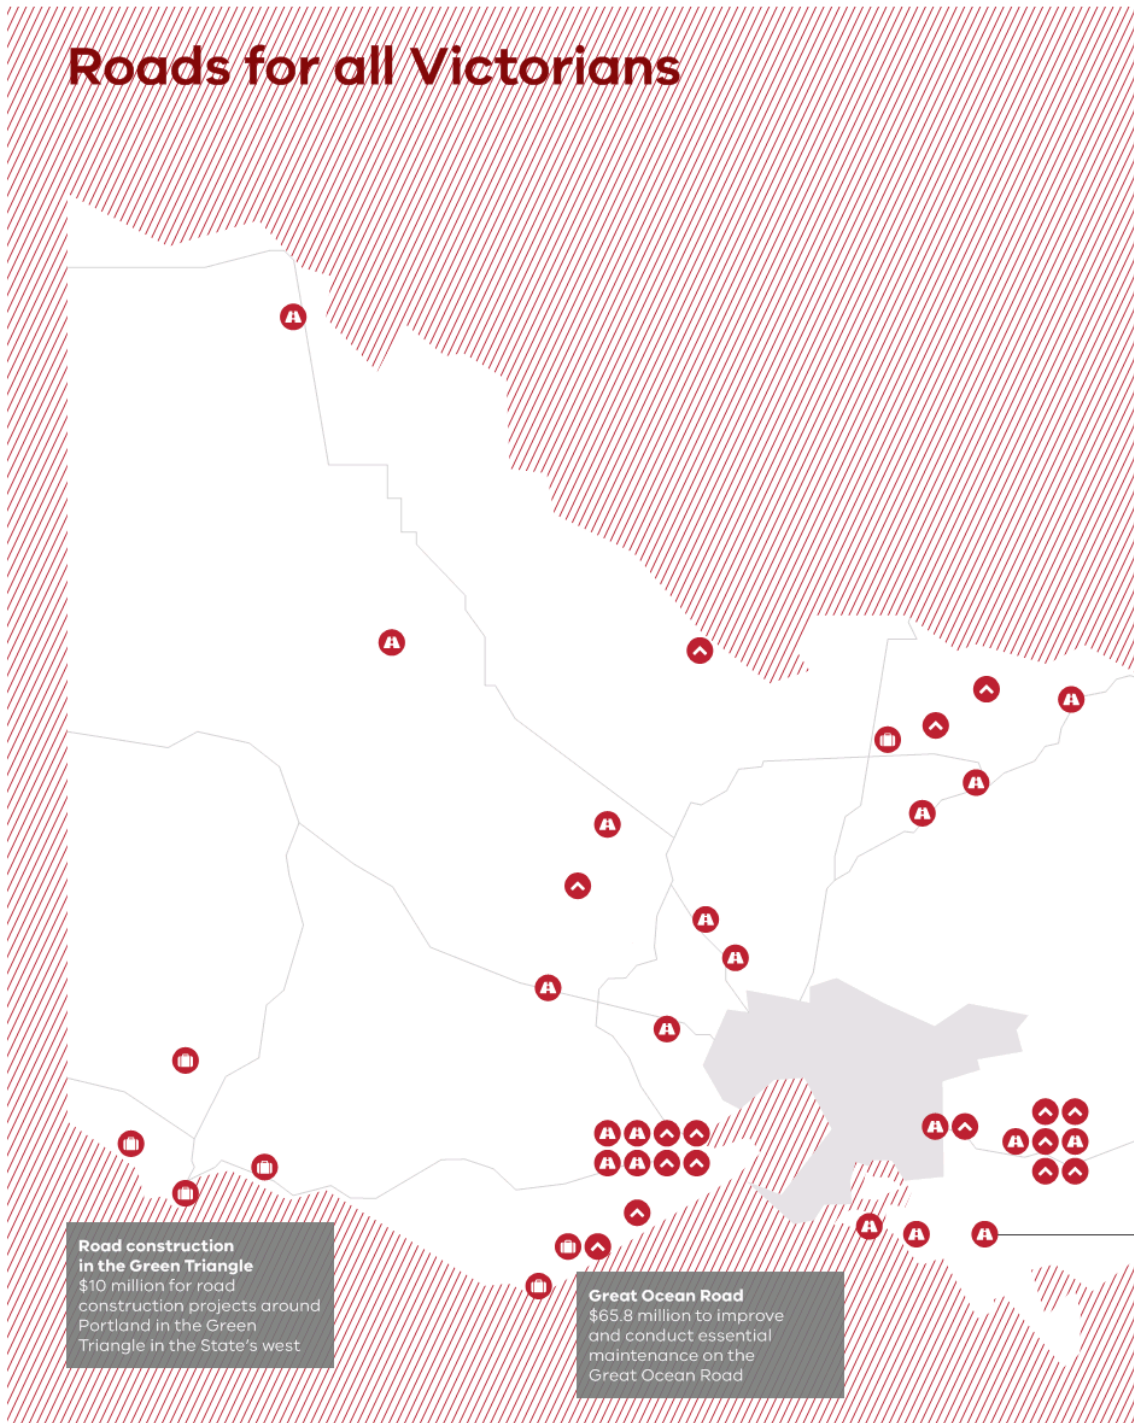 Roads for all Victorians
Road construction
in the Green Triangle
$10 million for road
construction projects around
Portland in the Green
Triangle in the State's west
Great Ocean Road
$65.8 million to improve
and conduct essential
maintenance on the
Great Ocean Road